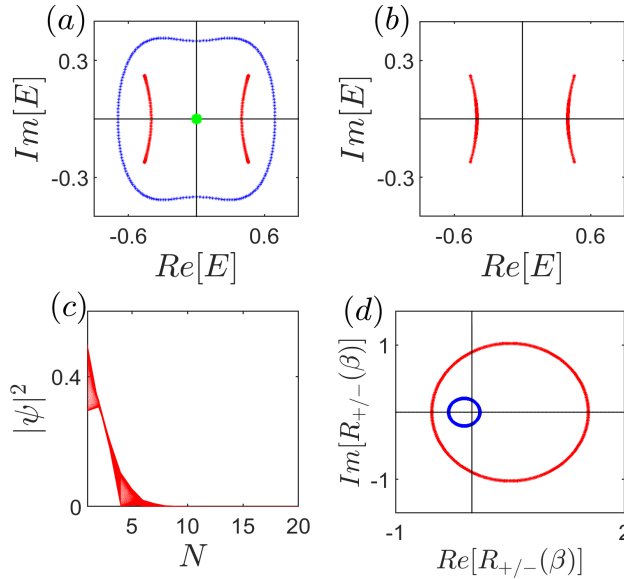 (a)
0.3
-0.3
Im[E]
-0.6
0.6
Re[E]
(b)
0.3
-0.3
Im[E]
-0.6
0.6
Re[E]
(c)
0.4
0
|ψ|²
5
10
15
20
N
(d)
1
-1
Im[R₊/₋(β)]
-1
2
Re[R₊/₋(β)]